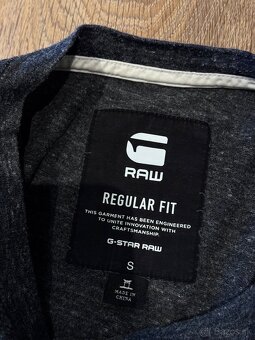 RAW
REGULAR FIT
THIS GARMENT HAS BEEN ENGINEERED
TO UNITE INNOVATION WITH
CRAFTSMANSHIP.
G-STAR RAW
S
MADE IN
CHINA